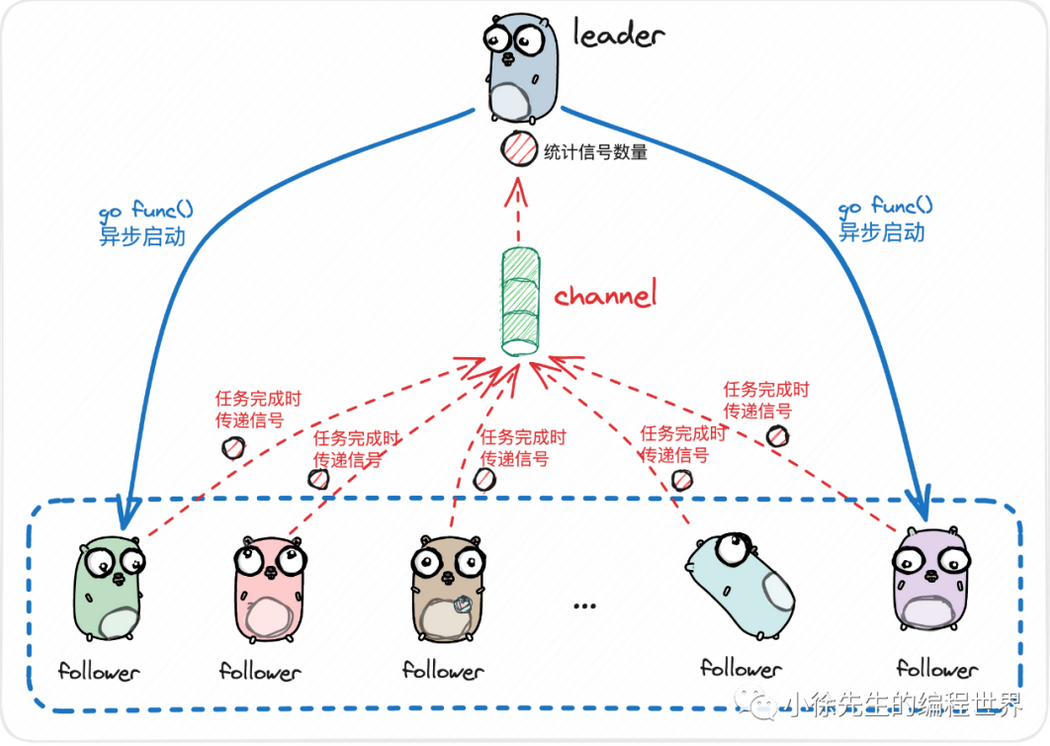 leader
统计信号数量
go func()
异步启动
go func()
异步启动
channel
任务完成时
传递信号
任务完成时
传递信号
任务完成时
传递信号
任务完成时
传递信号
任务完成时
传递信号
...
follower
follower
follower
follower
follower
小徐先生的编程世界